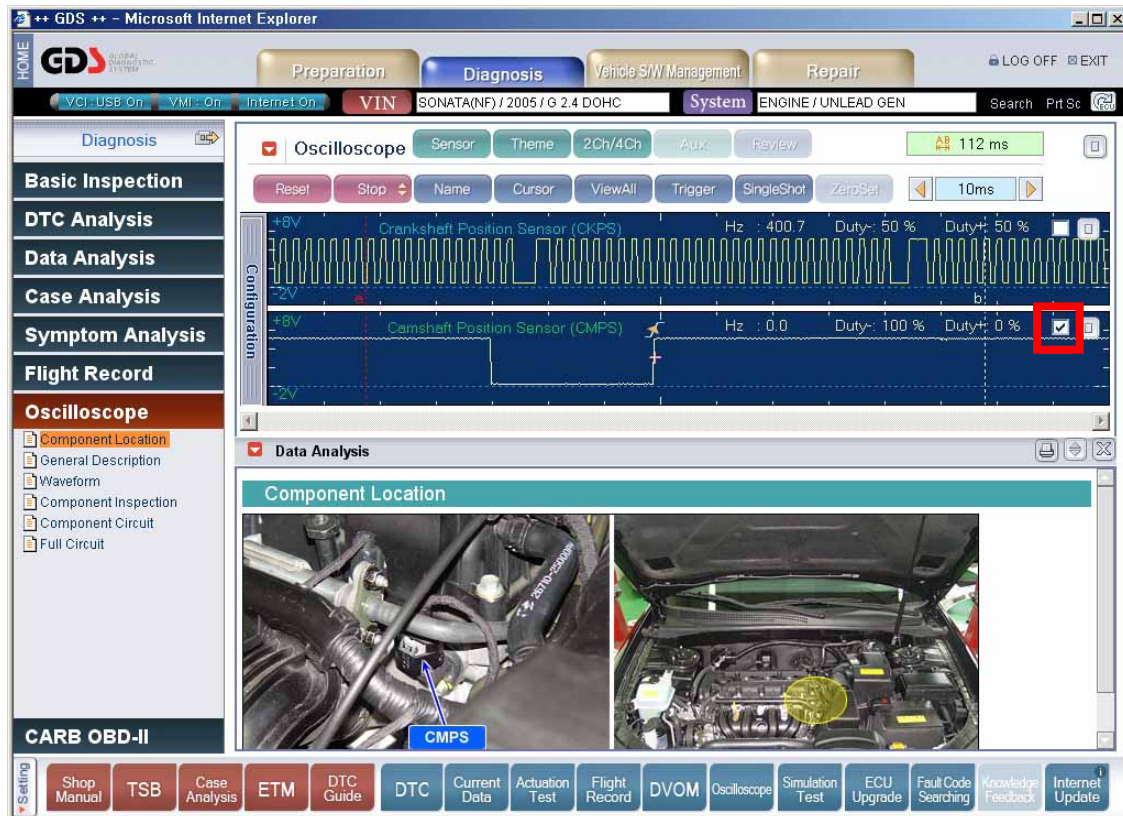 ++ GDS ++ - Microsoft Internet Explorer
HOME
GDS GLOBAL DIAGNOSTIC SYSTEM
Preparation Diagnosis Vehicle S/W Management Repair LOG OFF EXIT
VCI : USB On VMI : On Internet On VIN SONATA(NF) / 2005 / G 2.4 DOHC System ENGINE / UNLEAD GEN Search Prt Sc ECU
Diagnosis
Basic Inspection
DTC Analysis
Data Analysis
Case Analysis
Symptom Analysis
Flight Record
Oscilloscope
Component Location
General Description
Waveform
Component Inspection
Component Circuit
Full Circuit
CARB OBD-II
Oscilloscope Sensor Theme 2Ch/4Ch Aux Review AB 112 ms
Reset Stop Name Cursor ViewAll Trigger SingleShot ZeroSet 10ms
Configuration
+8V Crankshaft Position Sensor (CKPS) Hz : 400.7 Duty-: 50 % Duty+: 50 %
-2V a b
+8V Camshaft Position Sensor (CMPS) Hz : 0.0 Duty-: 100 % Duty+: 0 %
-2V
Data Analysis
Component Location
26710-25000
CMPS
Setting
Shop Manual TSB Case Analysis ETM DTC Guide DTC Current Data Actuation Test Flight Record DVOM Oscilloscope Simulation Test ECU Upgrade Fault Code Searching Knowledge Feedback Internet Update